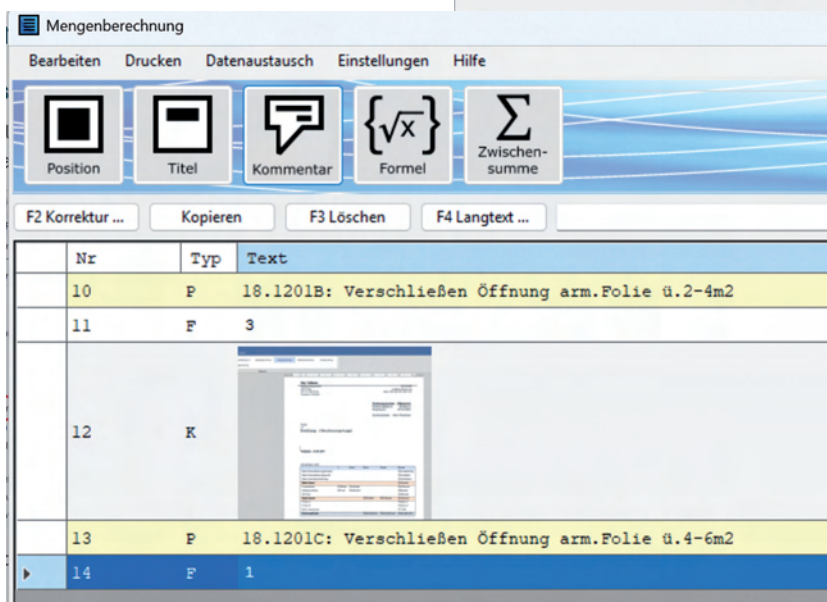 Mengenberechnung
Bearbeiten Drucken Datenaustausch Einstellungen Hilfe
Position Titel Kommentar Formel Zwischen-
summe
F2 Korrektur ... Kopieren F3 Löschen F4 Langtext ...
Nr Typ Text
10 P 18.1201B: Verschließen Öffnung arm.Folie ü.2-4m2
11 F 3
12 K
13 P 18.1201C: Verschließen Öffnung arm.Folie ü.4-6m2
14 F 1